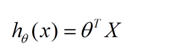 h_θ(x) = θ^T X